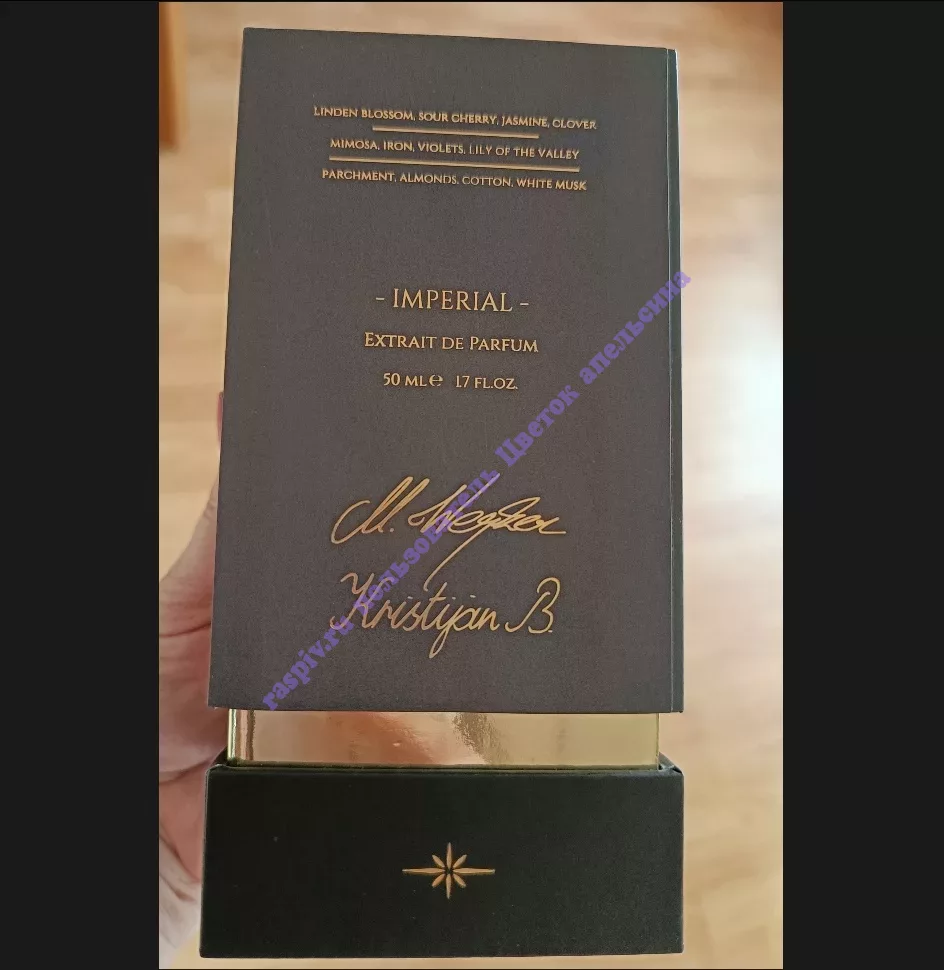 LINDEN BLOSSOM, SOUR CHERRY, JASMINE, CLOVER
MIMOSA, IRON, VIOLETS, LILY OF THE VALLEY
PARCHMENT, ALMONDS, COTTON, WHITE MUSK
- IMPERIAL -
EXTRAIT DE PARFUM
50 ML℮ 1.7 FL.OZ.
M.
Kristijan B.
raspiv.ru пользователь Цветок апельсина